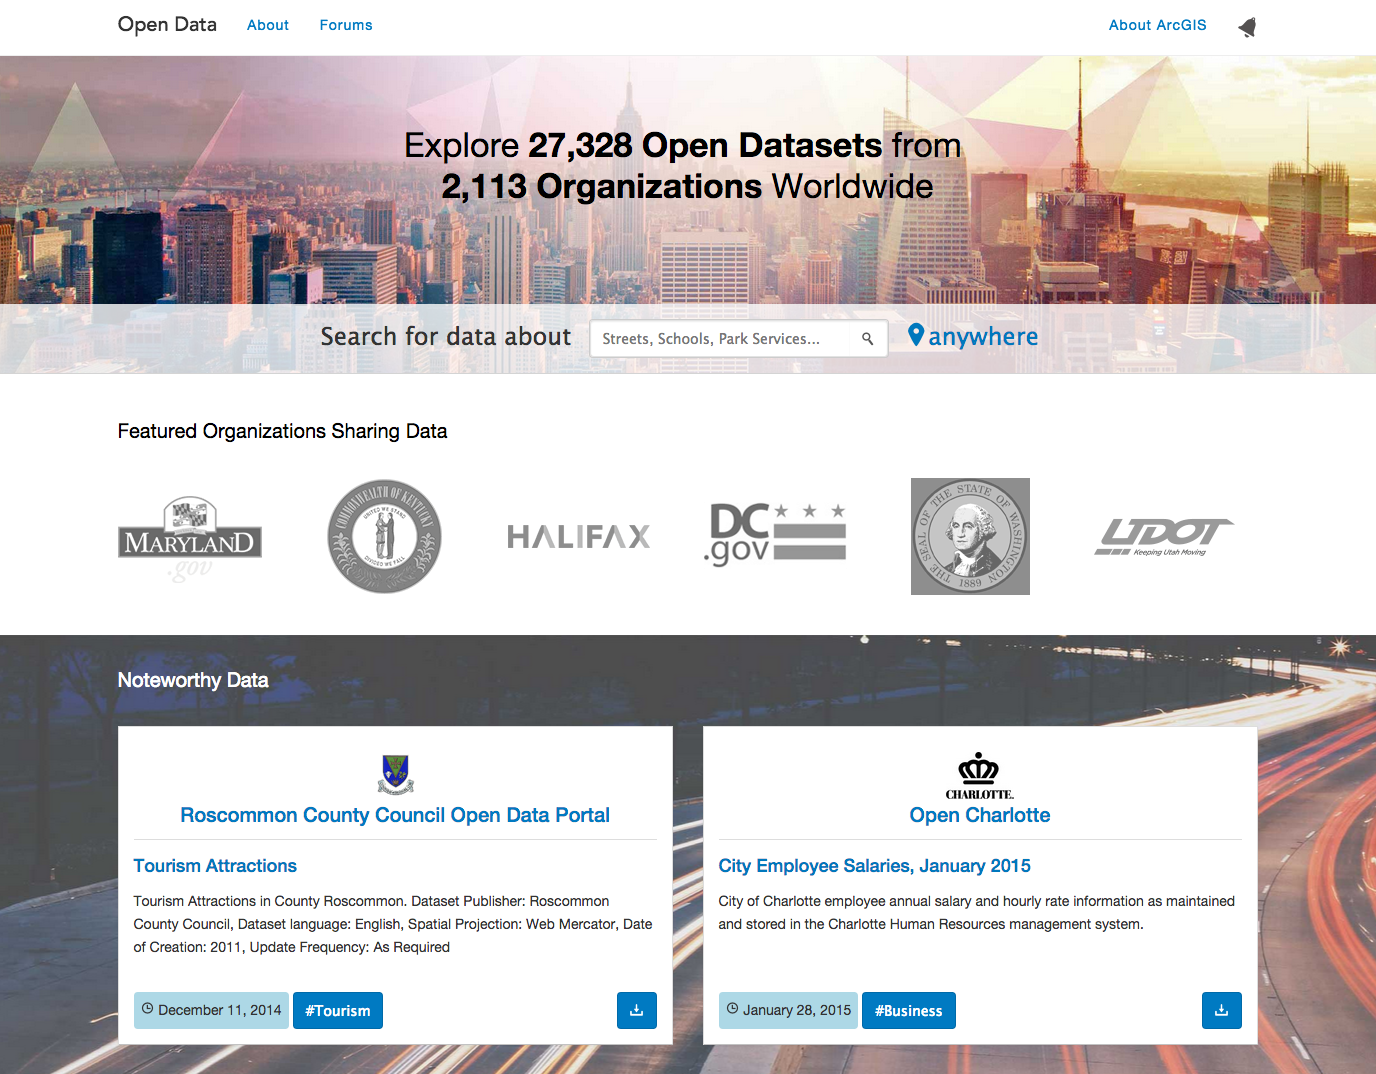 Open Data
About
Forums
About ArcGIS
Explore 27,328 Open Datasets from
2,113 Organizations Worldwide
Search for data about
Streets, Schools, Park Services...
anywhere
Featured Organizations Sharing Data
MARYLAND
.gov
COMMONWEALTH OF KENTUCKY
UNITED WE STAND
DIVIDED WE FALL
HALIFAX
DC
.gov
THE SEAL OF THE STATE OF WASHINGTON
1889
UDOT
Keeping Utah Moving
Noteworthy Data
Roscommon County Council Open Data Portal
Tourism Attractions
Tourism Attractions in County Roscommon. Dataset Publisher: Roscommon
County Council, Dataset language: English, Spatial Projection: Web Mercator, Date
of Creation: 2011, Update Frequency: As Required
December 11, 2014
#Tourism
CHARLOTTE.
Open Charlotte
City Employee Salaries, January 2015
City of Charlotte employee annual salary and hourly rate information as maintained
and stored in the Charlotte Human Resources management system.
January 28, 2015
#Business